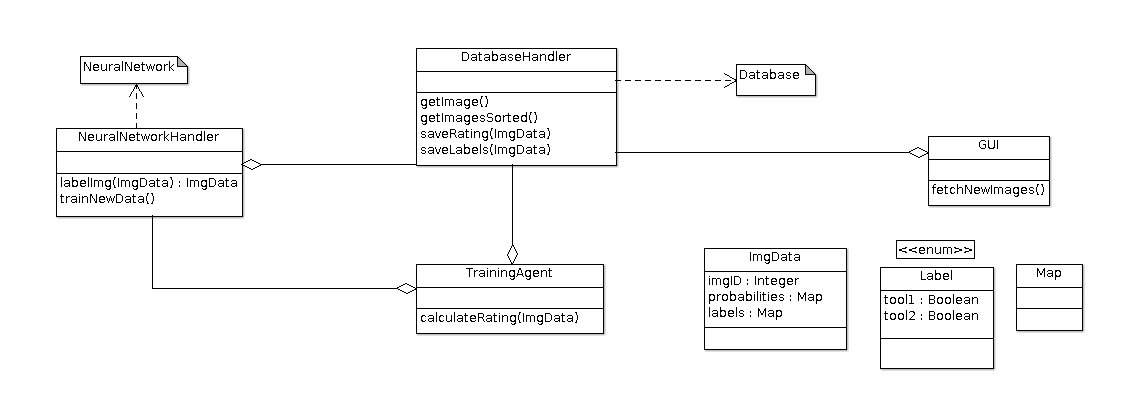 NeuralNetwork
DatabaseHandler
getImage()
getImagesSorted()
saveRating(ImgData)
saveLabels(ImgData)
Database
NeuralNetworkHandler
labelImg(ImgData) : ImgData
trainNewData()
GUI
fetchNewImages()
TrainingAgent
calculateRating(ImgData)
ImgData
imgID : Integer
probabilities : Map
labels : Map
<<enum>>
Label
tool1 : Boolean
tool2 : Boolean
Map